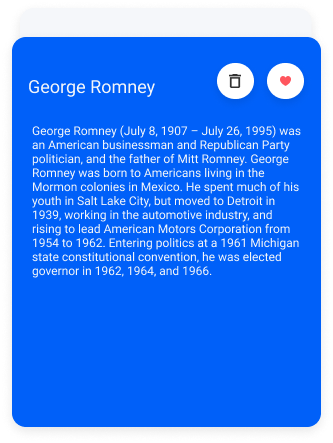 George Romney
George Romney (July 8, 1907 – July 26, 1995) was
an American businessman and Republican Party
politician, and the father of Mitt Romney. George
Romney was born to Americans living in the
Mormon colonies in Mexico. He spent much of his
youth in Salt Lake City, but moved to Detroit in
1939, working in the automotive industry, and
rising to lead American Motors Corporation from
1954 to 1962. Entering politics at a 1961 Michigan
state constitutional convention, he was elected
governor in 1962, 1964, and 1966.